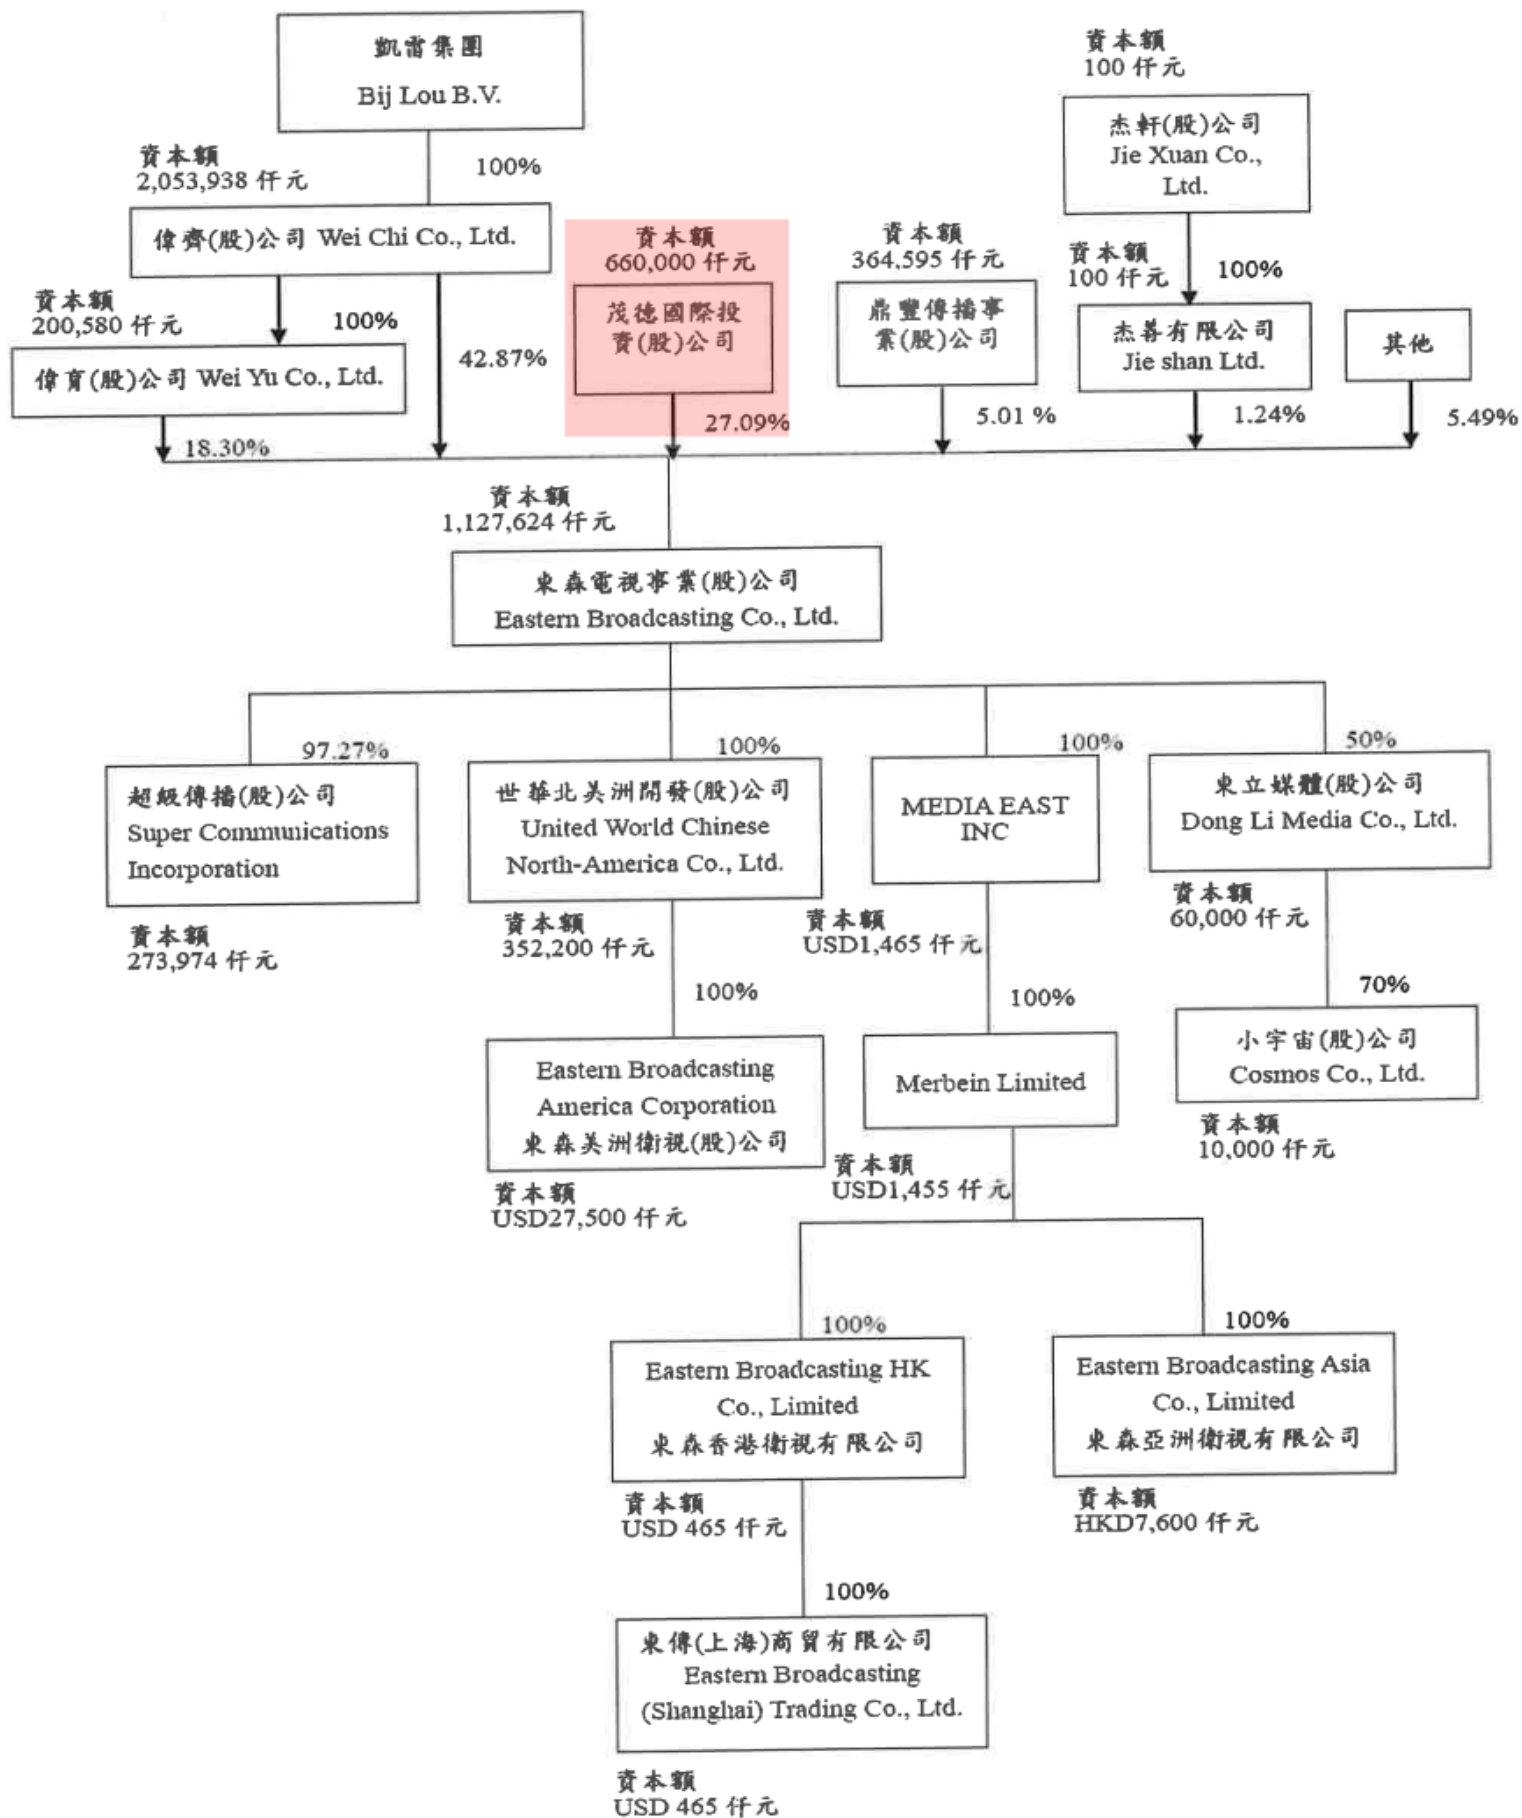 凱雷集團
Bij Lou B.V.
資本額
100 仟元
杰軒(股)公司
Jie Xuan Co.,
Ltd.
資本額
2,053,938 仟元
100%
偉齊(股)公司 Wei Chi Co., Ltd.
資本額
660,000 仟元
資本額
364,595 仟元
資本額
100 仟元
100%
資本額
200,580 仟元
100%
42.87%
茂德國際投
資(股)公司
鼎豐傳播事
業(股)公司
杰善有限公司
Jie shan Ltd.
其他
偉育(股)公司 Wei Yu Co., Ltd.
18.30%
27.09%
5.01 %
1.24%
5.49%
資本額
1,127,624 仟元
東森電視事業(股)公司
Eastern Broadcasting Co., Ltd.
97.27%
100%
100%
50%
超級傳播(股)公司
Super Communications
Incorporation
世華北美洲開發(股)公司
United World Chinese
North-America Co., Ltd.
MEDIA EAST
INC
東立媒體(股)公司
Dong Li Media Co., Ltd.
資本額
273,974 仟元
資本額
352,200 仟元
資本額
USD1,465 仟元
資本額
60,000 仟元
100%
100%
70%
Eastern Broadcasting
America Corporation
東森美洲衛視(股)公司
Merbein Limited
小宇宙(股)公司
Cosmos Co., Ltd.
資本額
USD27,500 仟元
資本額
USD1,455 仟元
資本額
10,000 仟元
100%
100%
Eastern Broadcasting HK
Co., Limited
東森香港衛視有限公司
Eastern Broadcasting Asia
Co., Limited
東森亞洲衛視有限公司
資本額
USD 465 仟元
資本額
HKD7,600 仟元
100%
東傳(上海)商貿有限公司
Eastern Broadcasting
(Shanghai) Trading Co., Ltd.
資本額
USD 465 仟元